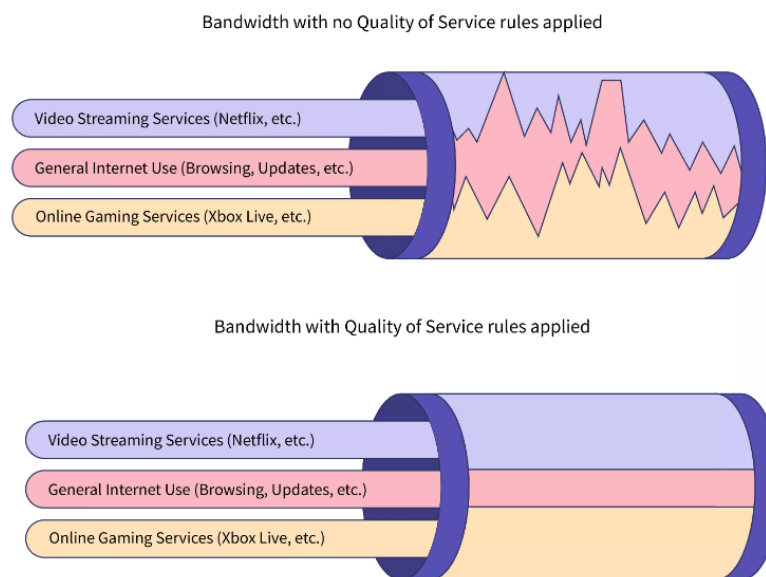 Bandwidth with no Quality of Service rules applied
Video Streaming Services (Netflix, etc.)
General Internet Use (Browsing, Updates, etc.)
Online Gaming Services (Xbox Live, etc.)
Bandwidth with Quality of Service rules applied
Video Streaming Services (Netflix, etc.)
General Internet Use (Browsing, Updates, etc.)
Online Gaming Services (Xbox Live, etc.)